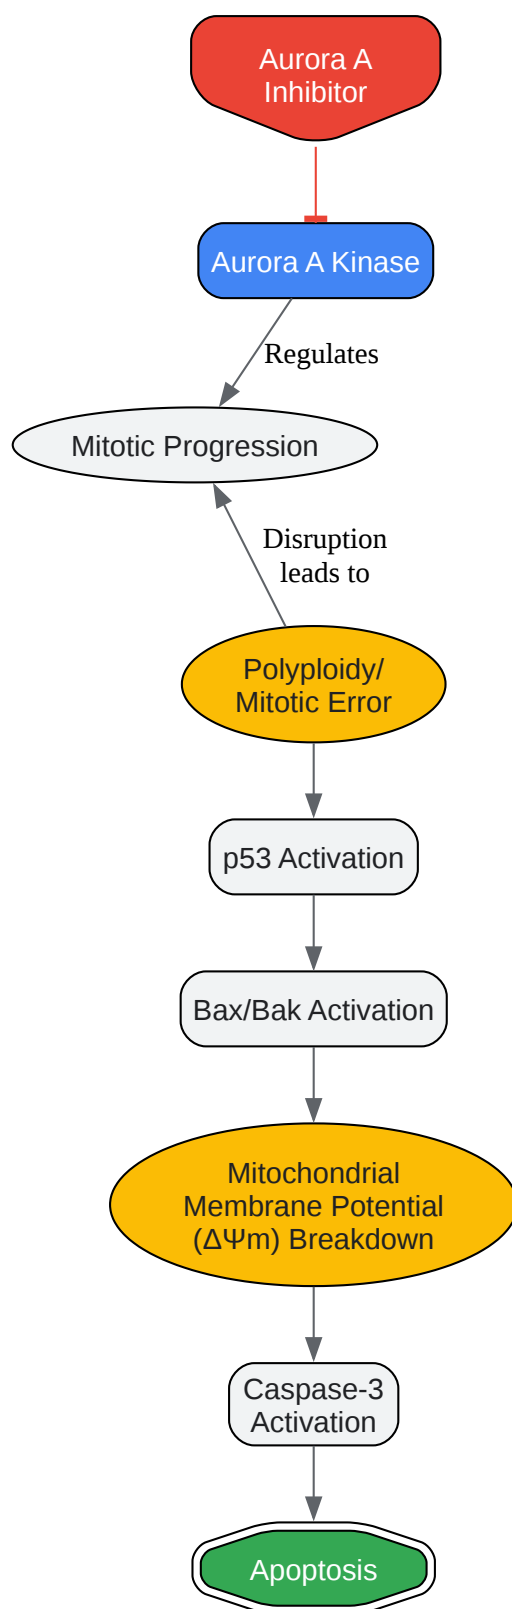 Aurora A
Inhibitor
Aurora A Kinase
Regulates
Mitotic Progression
Disruption
leads to
Polyploidy/
Mitotic Error
p53 Activation
Bax/Bak Activation
Mitochondrial
Membrane Potential
(ΔΨm) Breakdown
Caspase-3
Activation
Apoptosis